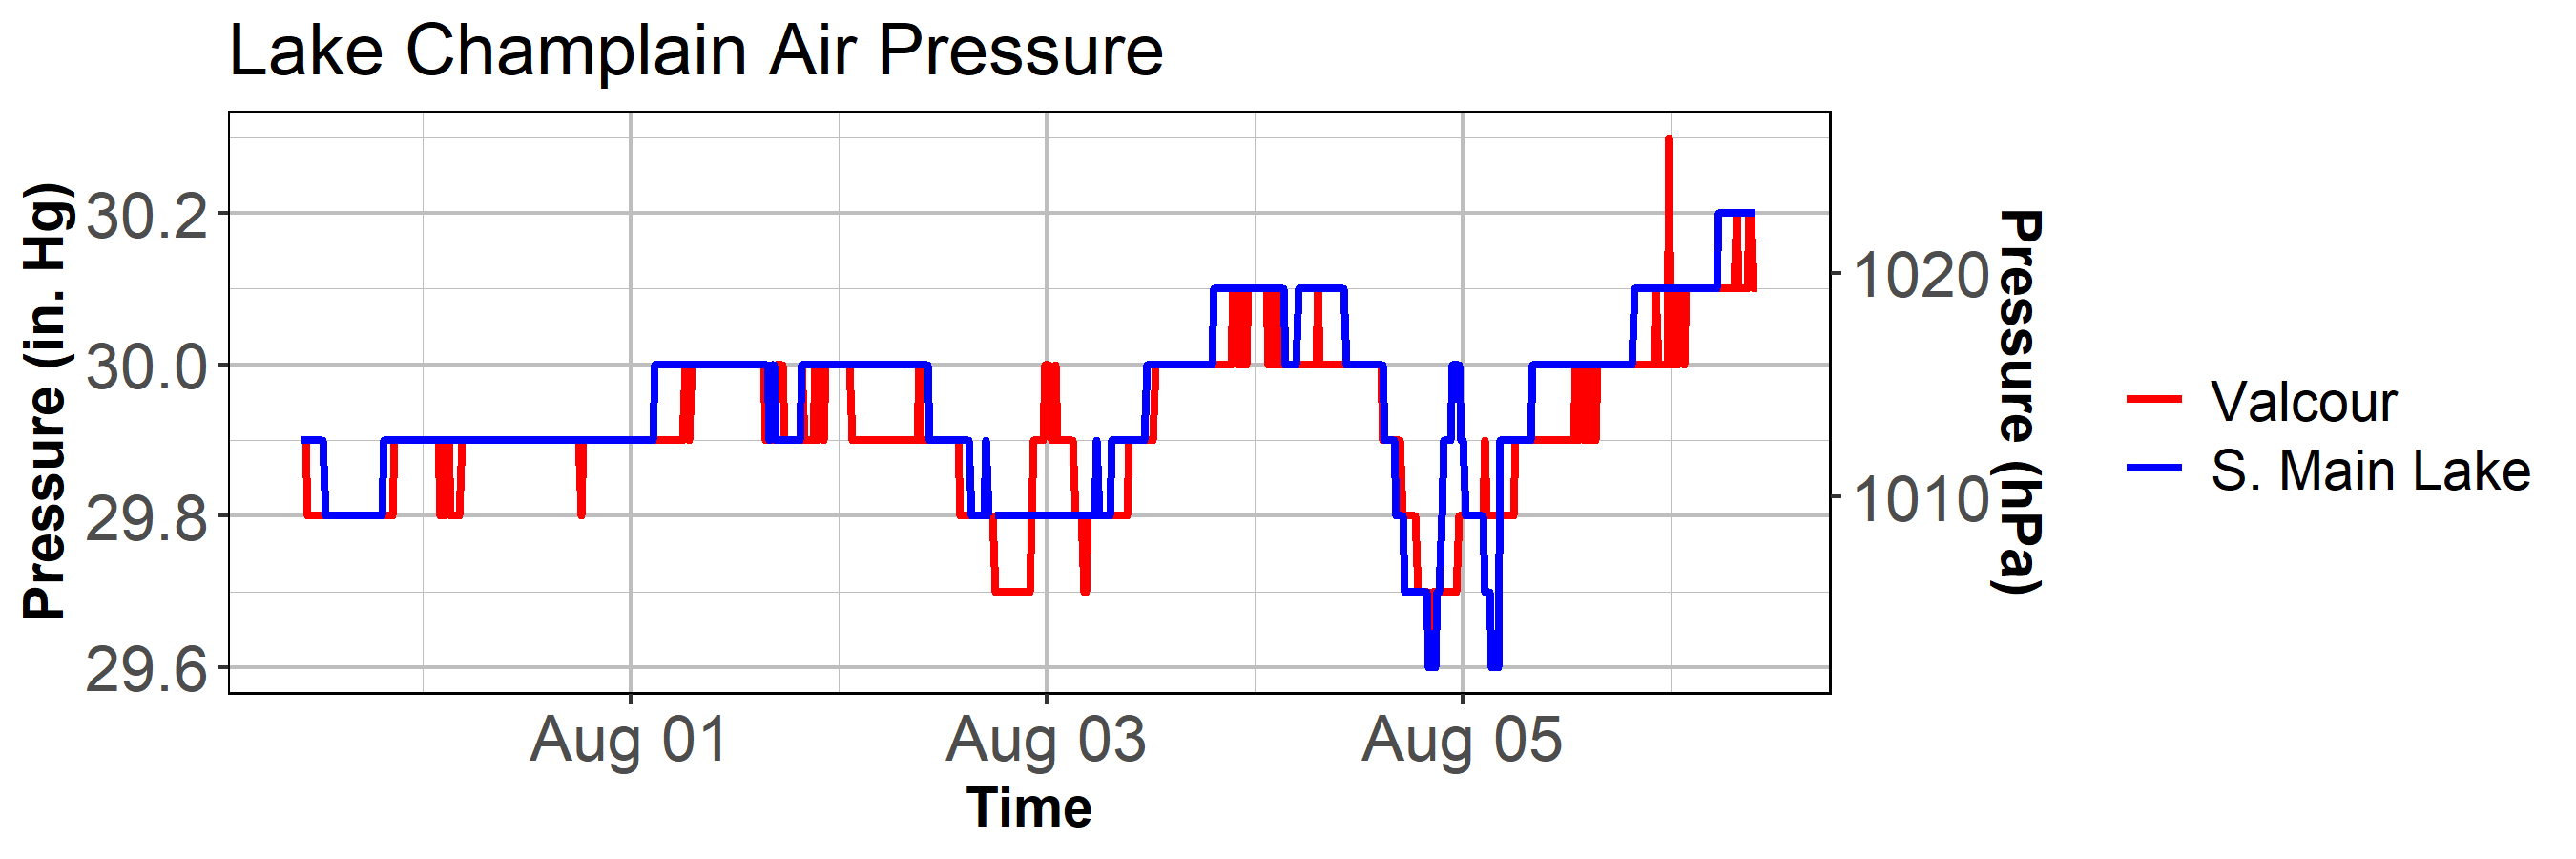 Lake Champlain Air Pressure
Pressure (in. Hg)
30.2
30.0
29.8
29.6
Aug 01 Aug 03 Aug 05
Time
1020
1010
Pressure (hPa)
Valcour
S. Main Lake